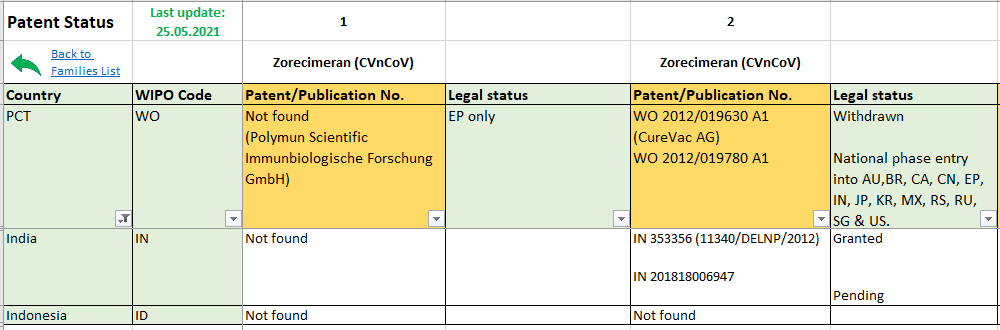 Patent Status
Last update:
25.05.2021
1
2
Back to
Families List
Zorecimeran (CVnCoV)
Zorecimeran (CVnCoV)
Country
WIPO Code
Patent/Publication No.
Legal status
Patent/Publication No.
Legal status
PCT
WO
Not found
(Polymun Scientific
Immunbiologische Forschung
GmbH)
EP only
WO 2012/019630 A1
(CureVac AG)
WO 2012/019780 A1
Withdrawn
National phase entry
into AU,BR, CA, CN, EP,
IN, JP, KR, MX, RS, RU,
SG & US.
India
IN
Not found
IN 353356 (11340/DELNP/2012)
IN 201818006947
Granted
Pending
Indonesia
ID
Not found
Not found